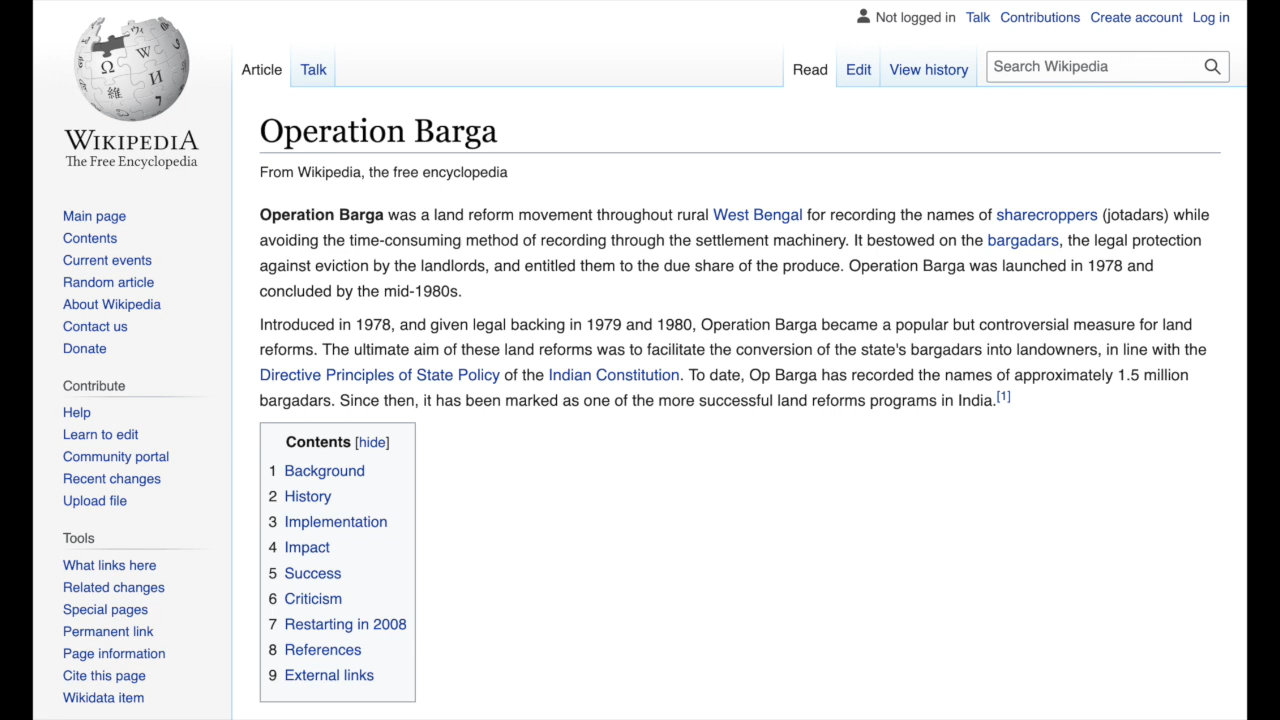 Not logged in Talk Contributions Create account Log in
Article Talk Read Edit View history Search Wikipedia
WIKIPEDIA
The Free Encyclopedia
Operation Barga
From Wikipedia, the free encyclopedia
Operation Barga was a land reform movement throughout rural West Bengal for recording the names of sharecroppers (jotadars) while
avoiding the time-consuming method of recording through the settlement machinery. It bestowed on the bargadars, the legal protection
against eviction by the landlords, and entitled them to the due share of the produce. Operation Barga was launched in 1978 and
concluded by the mid-1980s.
Introduced in 1978, and given legal backing in 1979 and 1980, Operation Barga became a popular but controversial measure for land
reforms. The ultimate aim of these land reforms was to facilitate the conversion of the state's bargadars into landowners, in line with the
Directive Principles of State Policy of the Indian Constitution. To date, Op Barga has recorded the names of approximately 1.5 million
bargadars. Since then, it has been marked as one of the more successful land reforms programs in India.[1]
Contents [hide]
1 Background
2 History
3 Implementation
4 Impact
5 Success
6 Criticism
7 Restarting in 2008
8 References
9 External links
Main page
Contents
Current events
Random article
About Wikipedia
Contact us
Donate
Contribute
Help
Learn to edit
Community portal
Recent changes
Upload file
Tools
What links here
Related changes
Special pages
Permanent link
Page information
Cite this page
Wikidata item